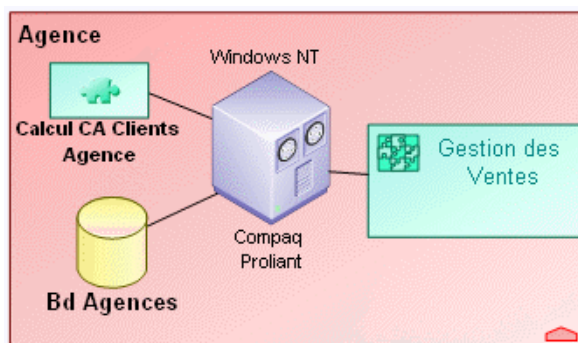 Agence
Windows NT
Calcul CA Clients
Agence
Gestion des
Ventes
Compaq
Proliant
Bd Agences